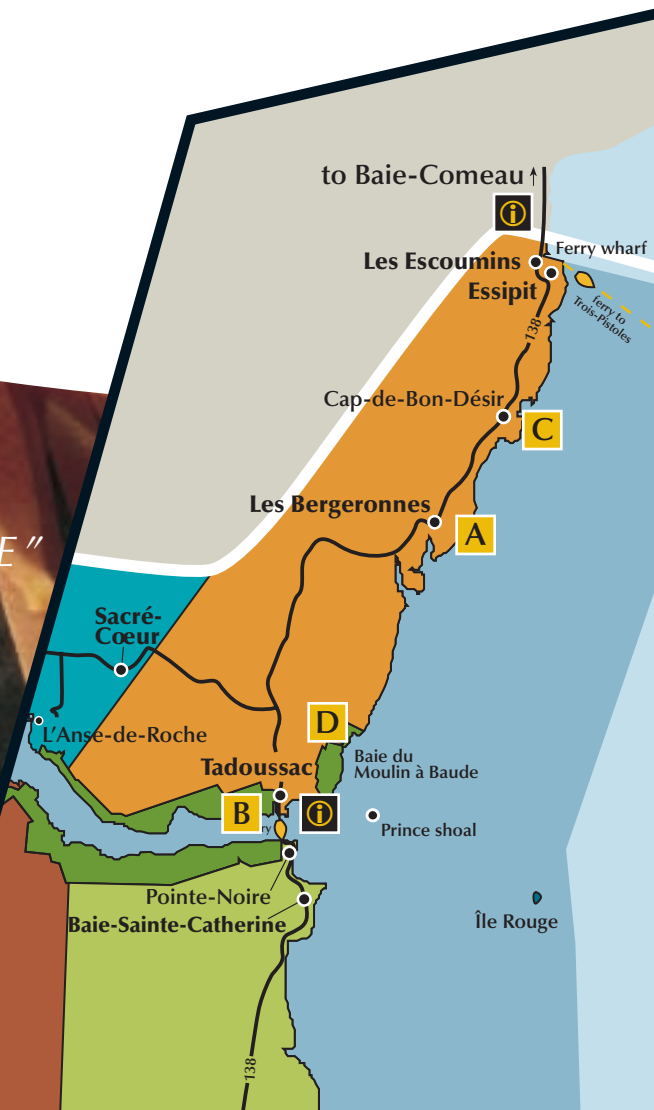 to Baie-Comeau ↑
i
Ferry wharf
Les Escoumins
Essipit
ferry to
Trois-Pistoles
138
Cap-de-Bon-Désir
C
Les Bergeronnes
A
E”
Sacré-
Cœur
L'Anse-de-Roche
D
Baie du
Moulin à Baude
Tadoussac
B
i
ry
Prince shoal
Pointe-Noire
Baie-Sainte-Catherine
Île Rouge
138